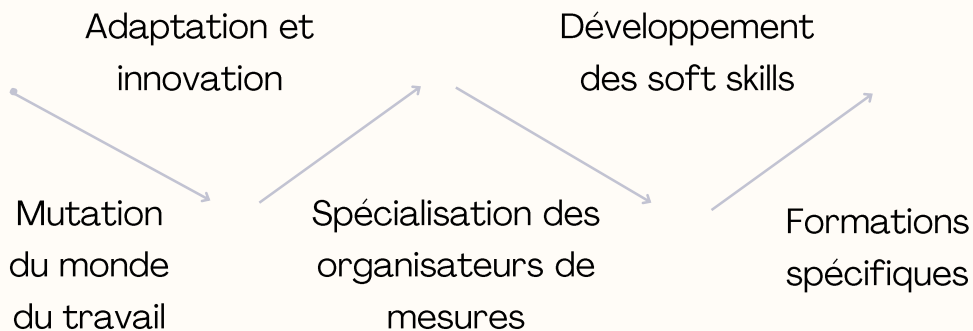 Adaptation et
innovation
Développement
des soft skills
Mutation
du monde
du travail
Spécialisation des
organisateurs de
mesures
Formations
spécifiques